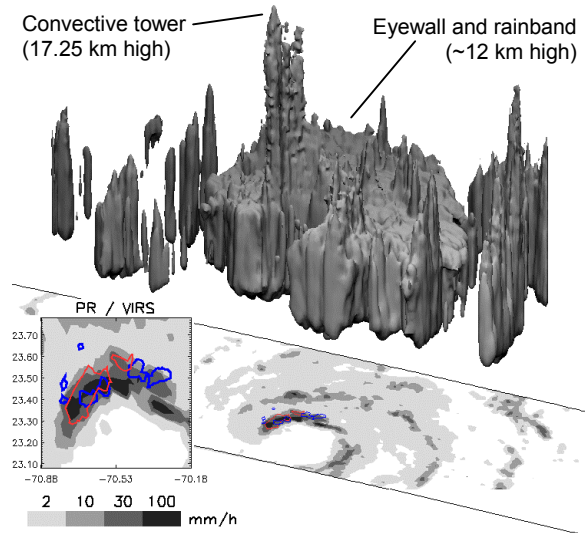 Convective tower
(17.25 km high)
Eyewall and rainband
(~12 km high)
PR / VIRS
23.70
23.60
23.50
23.40
23.30
23.20
23.10
-70.88
-70.53
-70.18
2 10 30 100
mm/h